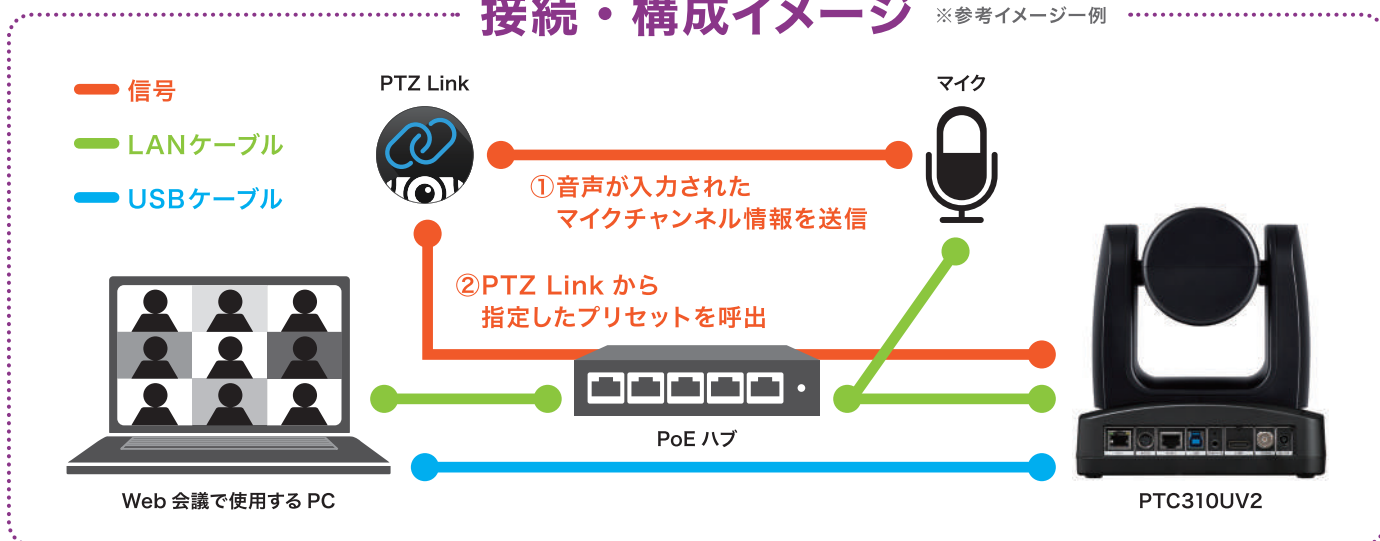 接続・構成イメージ ※参考イメージ一例
信号
LANケーブル
USBケーブル
PTZ Link
マイク
①音声が入力された
マイクチャンネル情報を送信
②PTZ Link から
指定したプリセットを呼出
PoE ハブ
Web 会議で使用する PC
PTC310UV2